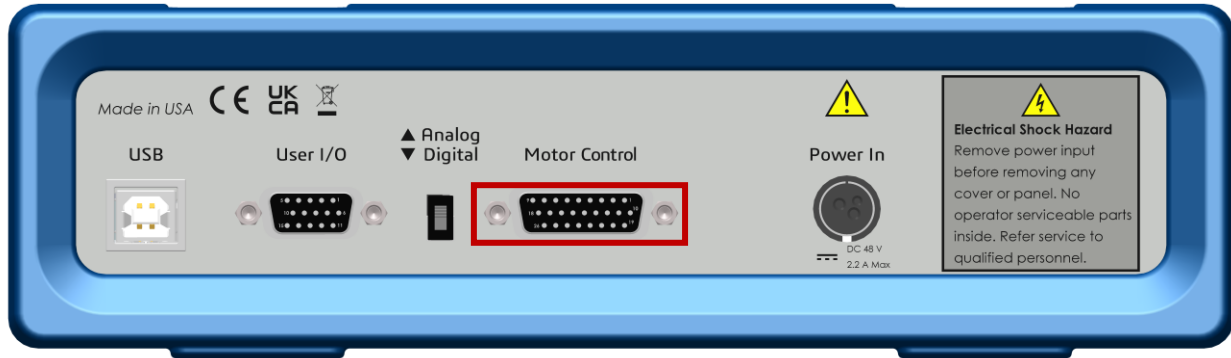 Made in USA CE UK
CA
USB
User I/O
▲ Analog
▼ Digital
Motor Control
Power In
DC 48 V
2.2 A Max
Electrical Shock Hazard
Remove power input
before removing any
cover or panel. No
operator serviceable parts
inside. Refer service to
qualified personnel.